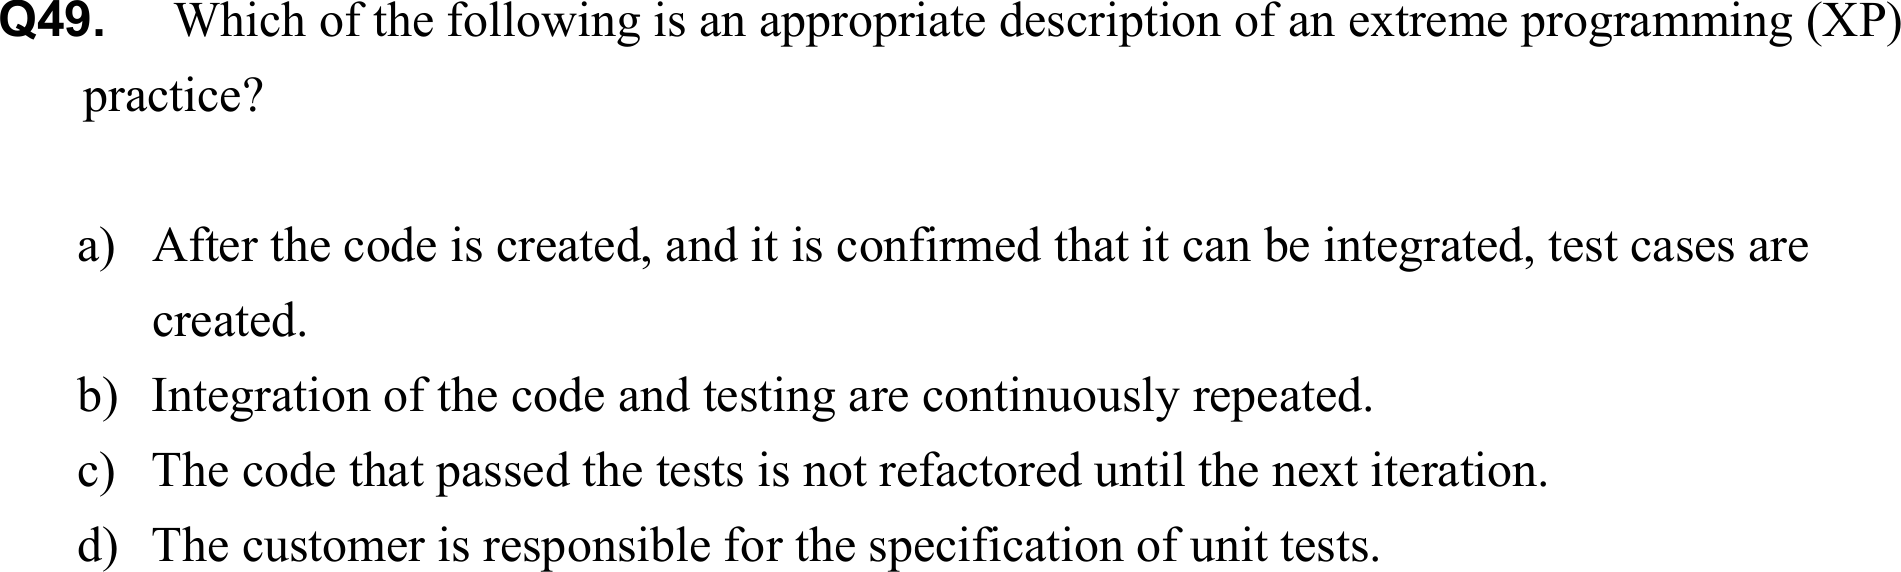 Q49. Which of the following is an appropriate description of an extreme programming (XP)
practice?
a) After the code is created, and it is confirmed that it can be integrated, test cases are
created.
b) Integration of the code and testing are continuously repeated.
c) The code that passed the tests is not refactored until the next iteration.
d) The customer is responsible for the specification of unit tests.